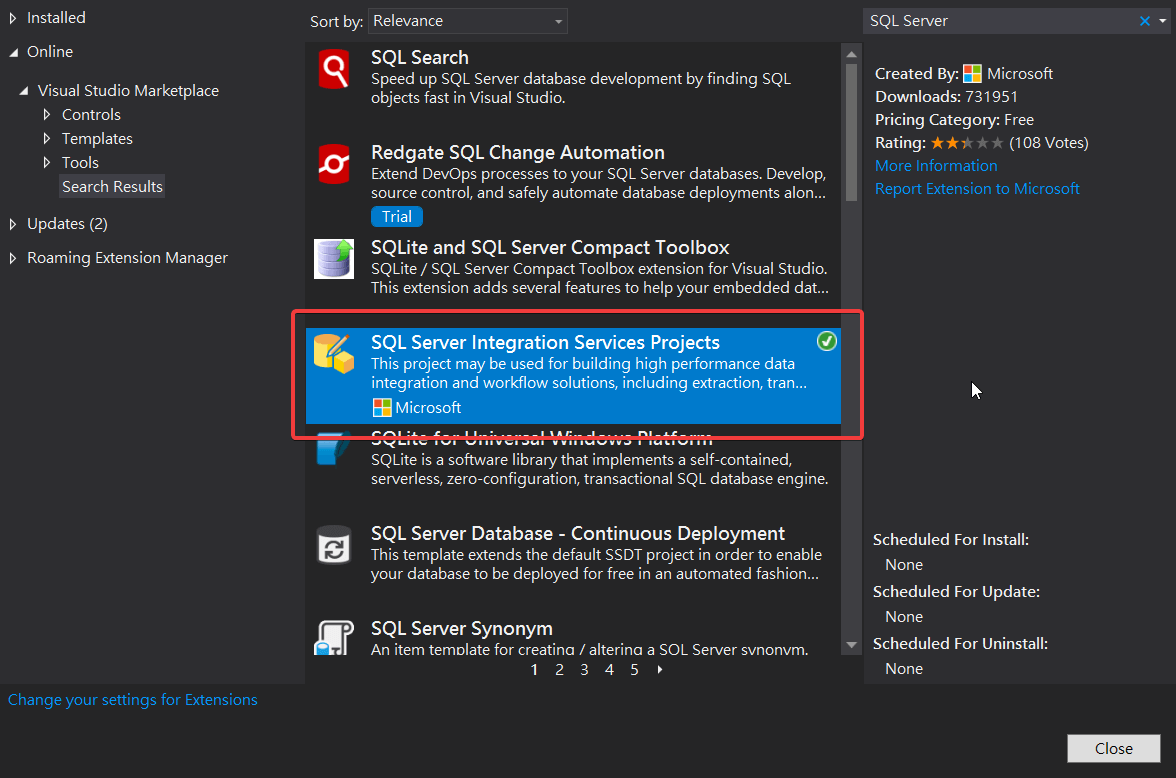 Installed
Online
Visual Studio Marketplace
Controls
Templates
Tools
Search Results
Updates (2)
Roaming Extension Manager
Sort by: Relevance
SQL Search
Speed up SQL Server database development by finding SQL
objects fast in Visual Studio.
Redgate SQL Change Automation
Extend DevOps processes to your SQL Server databases. Develop,
source control, and safely automate database deployments alon...
Trial
SQLite and SQL Server Compact Toolbox
SQLite / SQL Server Compact Toolbox extension for Visual Studio.
This extension adds several features to help your embedded dat...
SQL Server Integration Services Projects
This project may be used for building high performance data
integration and workflow solutions, including extraction, tran...
Microsoft
SQLite for Universal Windows Platform
SQLite is a software library that implements a self-contained,
serverless, zero-configuration, transactional SQL database engine.
SQL Server Database - Continuous Deployment
This template extends the default SSDT project in order to enable
your database to be deployed for free in an automated fashion...
SQL Server Synonym
An item template for creating / altering a SQL Server synonym.
1 2 3 4 5
SQL Server
Created By: Microsoft
Downloads: 731951
Pricing Category: Free
Rating: (108 Votes)
More Information
Report Extension to Microsoft
Scheduled For Install:
None
Scheduled For Update:
None
Scheduled For Uninstall:
None
Change your settings for Extensions
Close